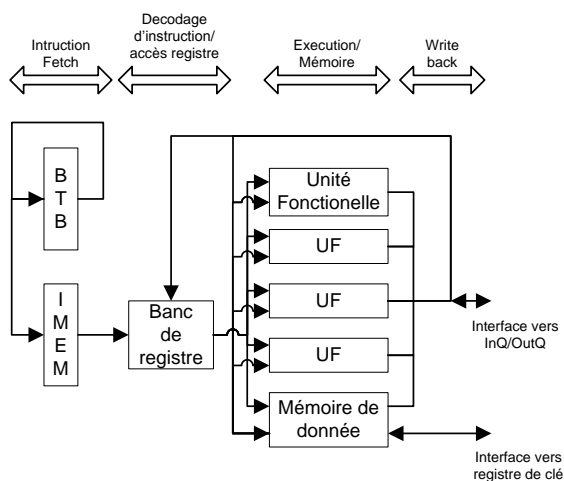 Intruction
Fetch
Decodage
d'instruction/
accès registre
Execution/
Mémoire
Write
back
B
T
B
I
M
E
M
Banc
de
registre
Unité
Fonctionelle
UF
UF
UF
Mémoire de
donnée
Interface vers
InQ/OutQ
Interface vers
registre de clé